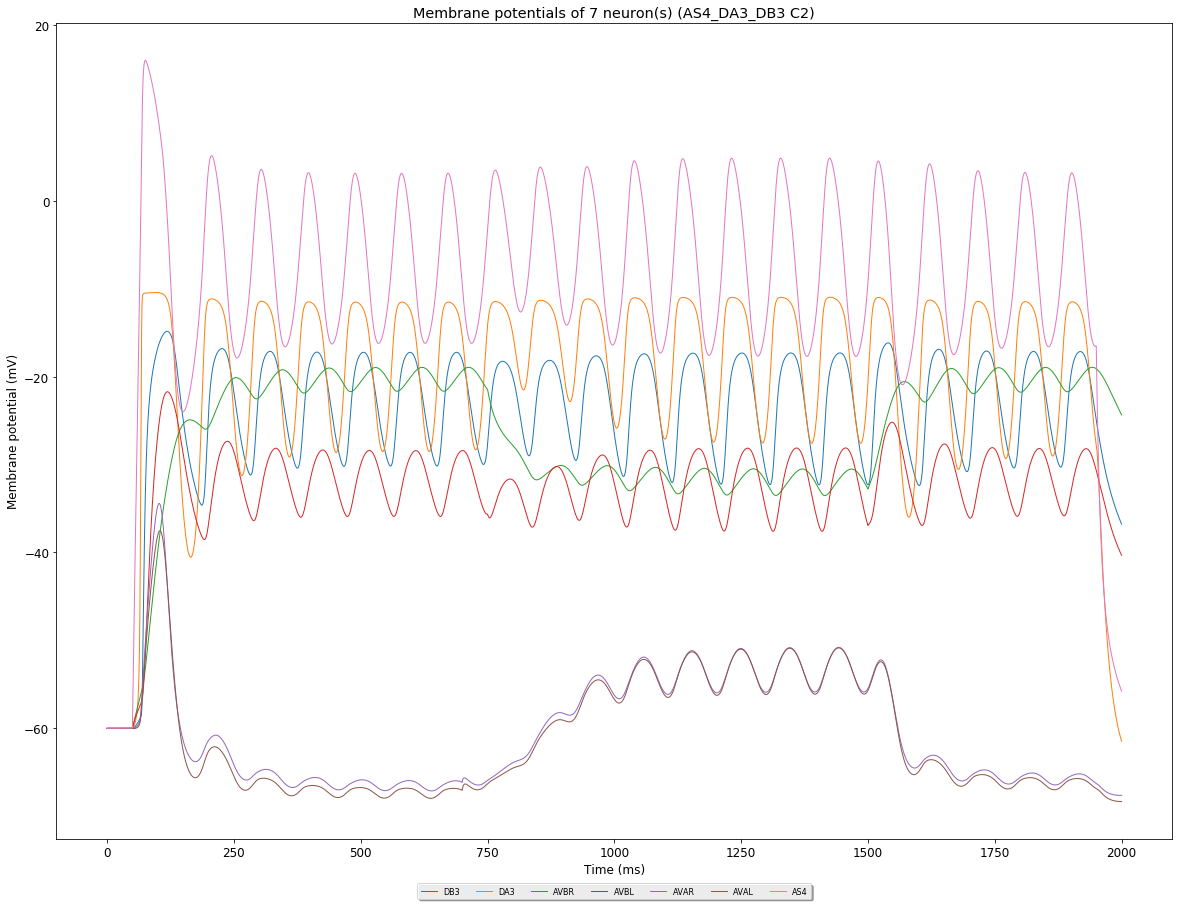 Membrane potentials of 7 neuron(s) (AS4_DA3_DB3 C2)
Membrane potential (mV)
20
0
−20
−40
−60
0 250 500 750 1000 1250 1500 1750 2000
Time (ms)
DB3 DA3 AVBR AVBL AVAR AVAL AS4